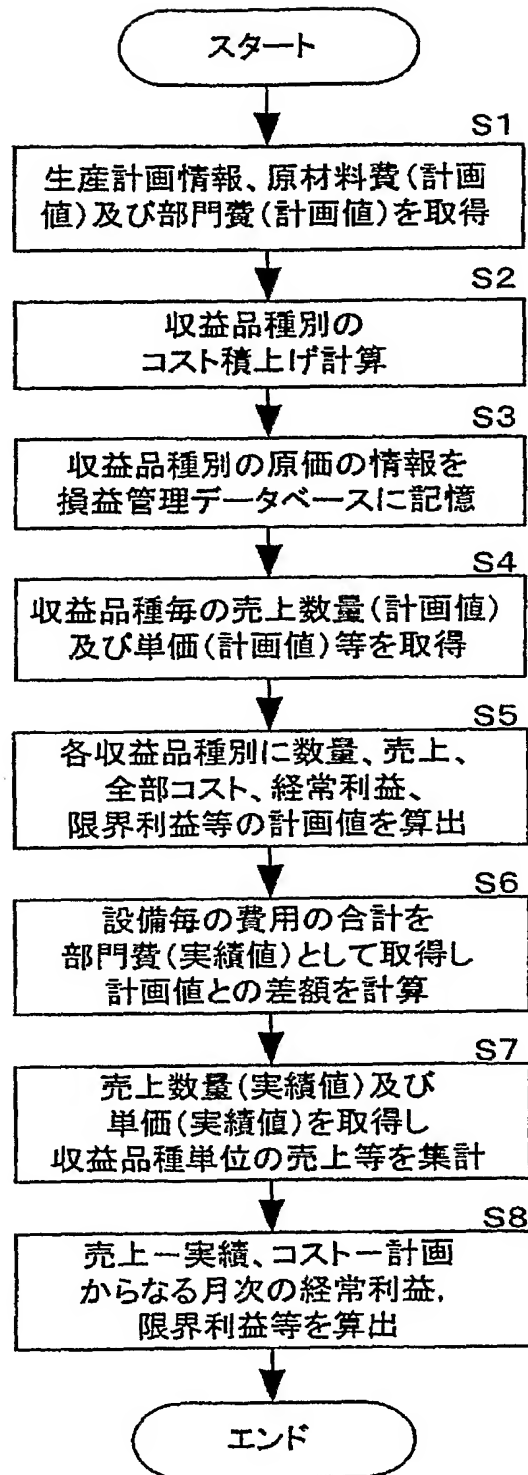 スタート
S1
生産計画情報、原材料費(計画
値)及び部門費(計画値)を取得
S2
収益品種別の
コスト積上げ計算
S3
収益品種別の原価の情報を
損益管理データベースに記憶
S4
収益品種毎の売上数量(計画値)
及び単価(計画値)等を取得
S5
各収益品種別に数量、売上、
全部コスト、経常利益、
限界利益等の計画値を算出
S6
設備毎の費用の合計を
部門費(実績値)として取得し
計画値との差額を計算
S7
売上数量(実績値)及び
単価(実績値)を取得し
収益品種単位の売上等を集計
S8
売上ー実績、コストー計画
からなる月次の経常利益,
限界利益等を算出
エンド